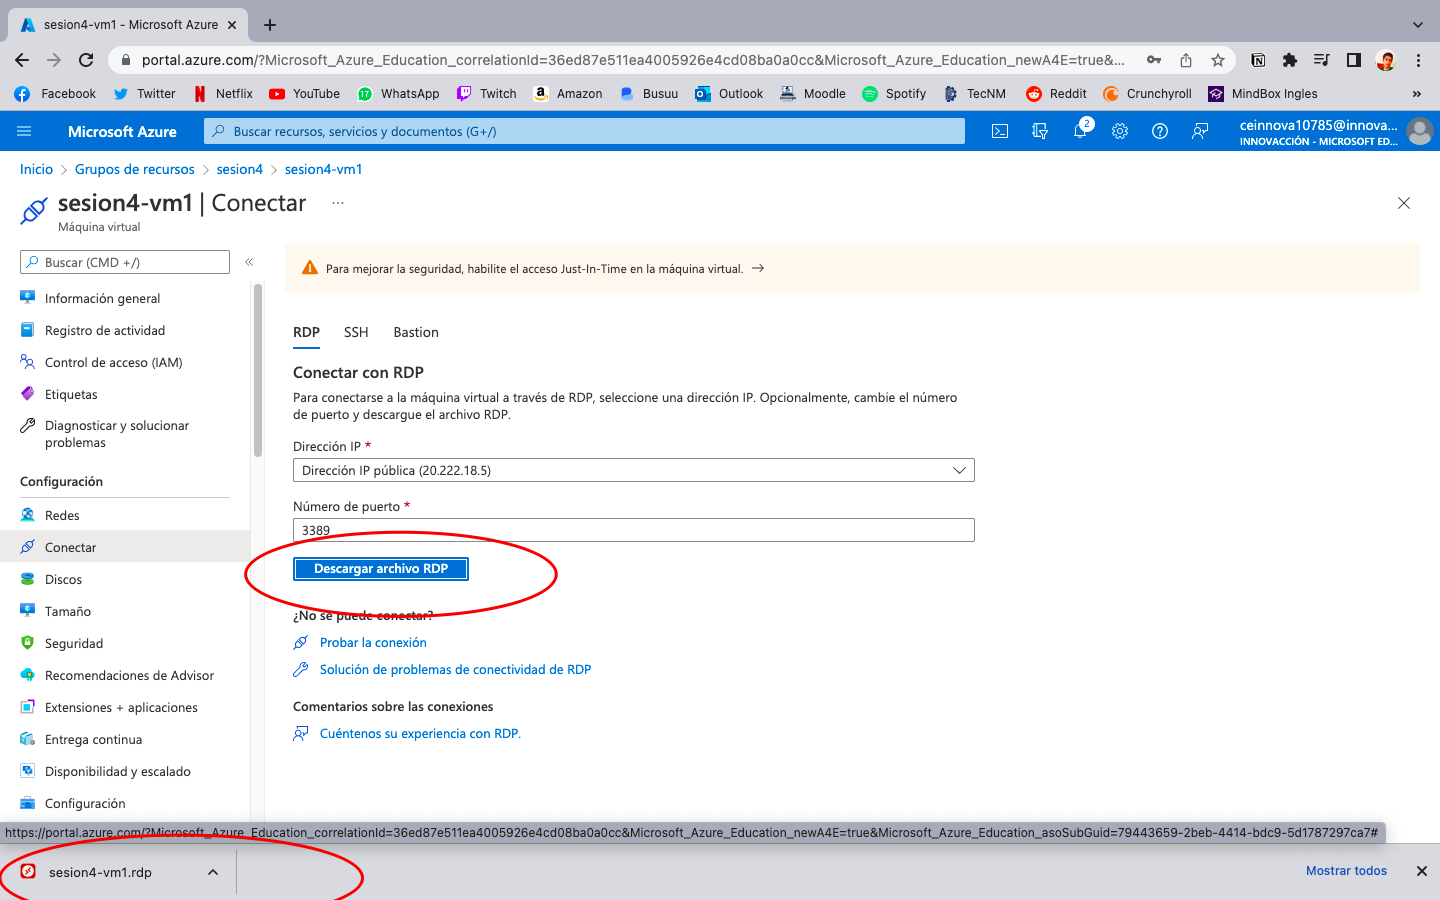 sesion4-vm1 - Microsoft Azure
portal.azure.com/?Microsoft_Azure_Education_correlationId=36ed87e511ea4005926e4cd08ba0a0cc&Microsoft_Azure_Education_newA4E=true&...
Facebook
Twitter
Netflix
YouTube
17
WhatsApp
Twitch
Amazon
Busuu
Outlook
Moodle
Spotify
TecNM
Reddit
Crunchyroll
MindBox Ingles
»
Microsoft Azure
Buscar recursos, servicios y documentos (G+/)
2
ceinnova10785@innova...
INNOVACCIÓN - MICROSOFT ED...
Inicio > Grupos de recursos > sesion4 > sesion4-vm1
sesion4-vm1 | Conectar ...
Máquina virtual
Buscar (CMD +/)
«
Información general
Registro de actividad
Control de acceso (IAM)
Etiquetas
Diagnosticar y solucionar
problemas
Configuración
Redes
Conectar
Discos
Tamaño
Seguridad
Recomendaciones de Advisor
Extensiones + aplicaciones
Entrega continua
Disponibilidad y escalado
Configuración
Para mejorar la seguridad, habilite el acceso Just-In-Time en la máquina virtual. →
RDP SSH Bastion
Conectar con RDP
Para conectarse a la máquina virtual a través de RDP, seleccione una dirección IP. Opcionalmente, cambie el número
de puerto y descargue el archivo RDP.
Dirección IP *
Dirección IP pública (20.222.18.5)
Número de puerto *
3389
Descargar archivo RDP
¿No se puede conectar?
Probar la conexión
Solución de problemas de conectividad de RDP
Comentarios sobre las conexiones
Cuéntenos su experiencia con RDP.
https://portal.azure.com/?Microsoft_Azure_Education_correlationId=36ed87e511ea4005926e4cd08ba0a0cc&Microsoft_Azure_Education_newA4E=true&Microsoft_Azure_Education_asoSubGuid=79443659-2beb-4414-bdc9-5d1787297ca7#
sesion4-vm1.rdp
Mostrar todos